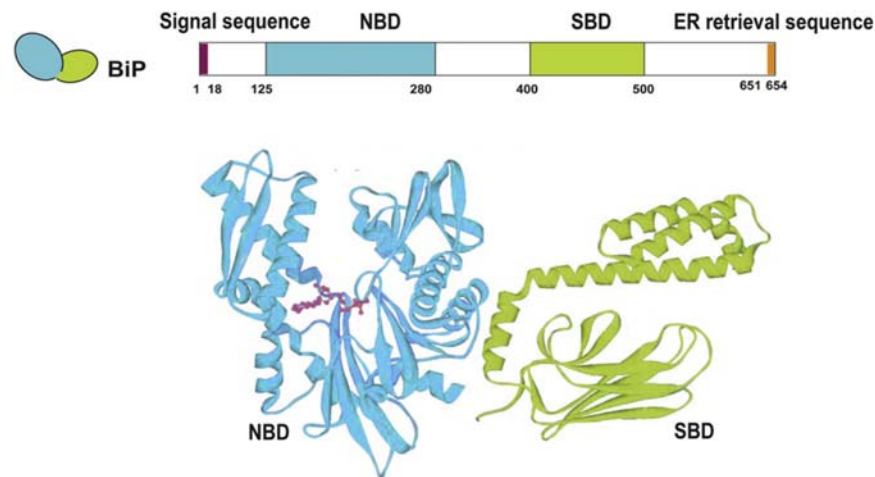 Signal sequence NBD SBD ER retrieval sequence
BiP
1 18 125 280 400 500 651 654
NBD SBD